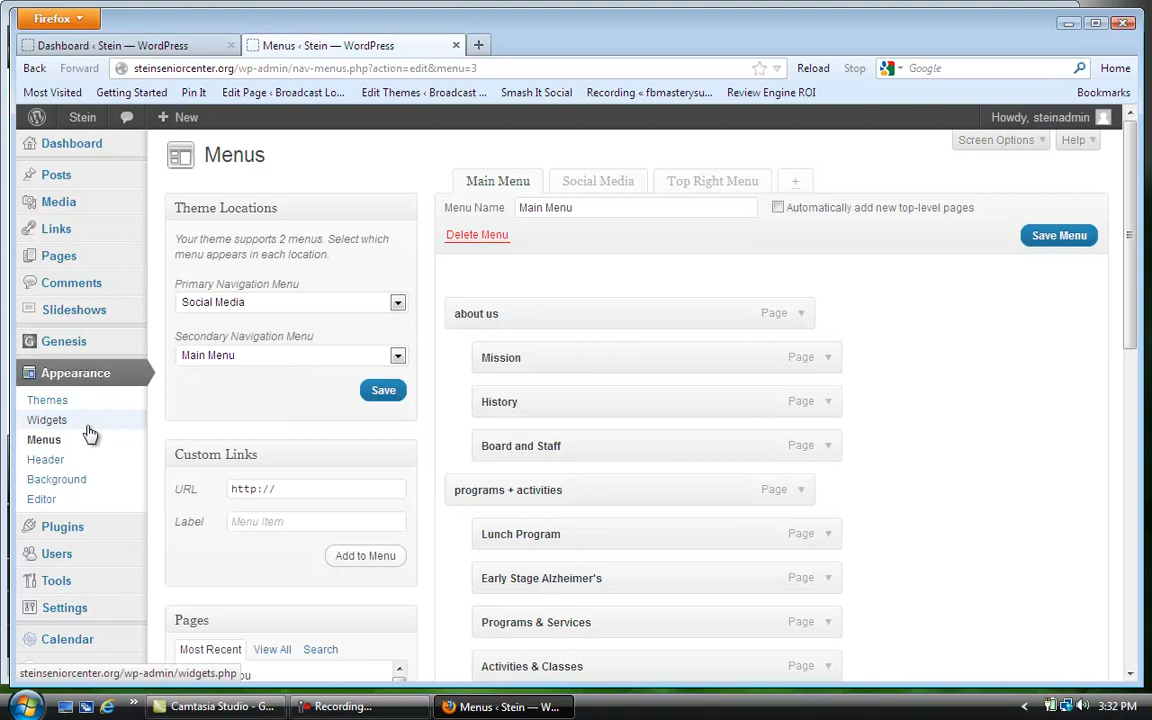 Firefox
Dashboard ‹ Stein — WordPress
Menus ‹ Stein — WordPress
Back
Forward
steinseniorcenter.org/wp-admin/nav-menus.php?action=edit&menu=3
Reload
Stop
Google
Home
Most Visited
Getting Started
Pin It
Edit Page ‹ Broadcast Lo...
Edit Themes ‹ Broadcast ...
Smash It Social
Recording « fbmasterysu...
Review Engine ROI
Bookmarks
Stein
+ New
Howdy, steinadmin
Dashboard
Posts
Media
Links
Pages
Comments
Slideshows
Genesis
Appearance
Themes
Widgets
Menus
Header
Background
Editor
Plugins
Users
Tools
Settings
Calendar
Menus
Screen Options
Help
Theme Locations
Your theme supports 2 menus. Select which
menu appears in each location.
Primary Navigation Menu
Social Media
Secondary Navigation Menu
Main Menu
Save
Custom Links
URL
http://
Label
Menu Item
Add to Menu
Pages
Most Recent
View All
Search
Main Menu
Social Media
Top Right Menu
+
Menu Name
Main Menu
Automatically add new top-level pages
Delete Menu
Save Menu
about us
Page
Mission
Page
History
Page
Board and Staff
Page
programs + activities
Page
Lunch Program
Page
Early Stage Alzheimer's
Page
Programs & Services
Page
Activities & Classes
Page
steinseniorcenter.org/wp-admin/widgets.php
Camtasia Studio - G...
Recording...
Menus ‹ Stein — W...
3:32 PM